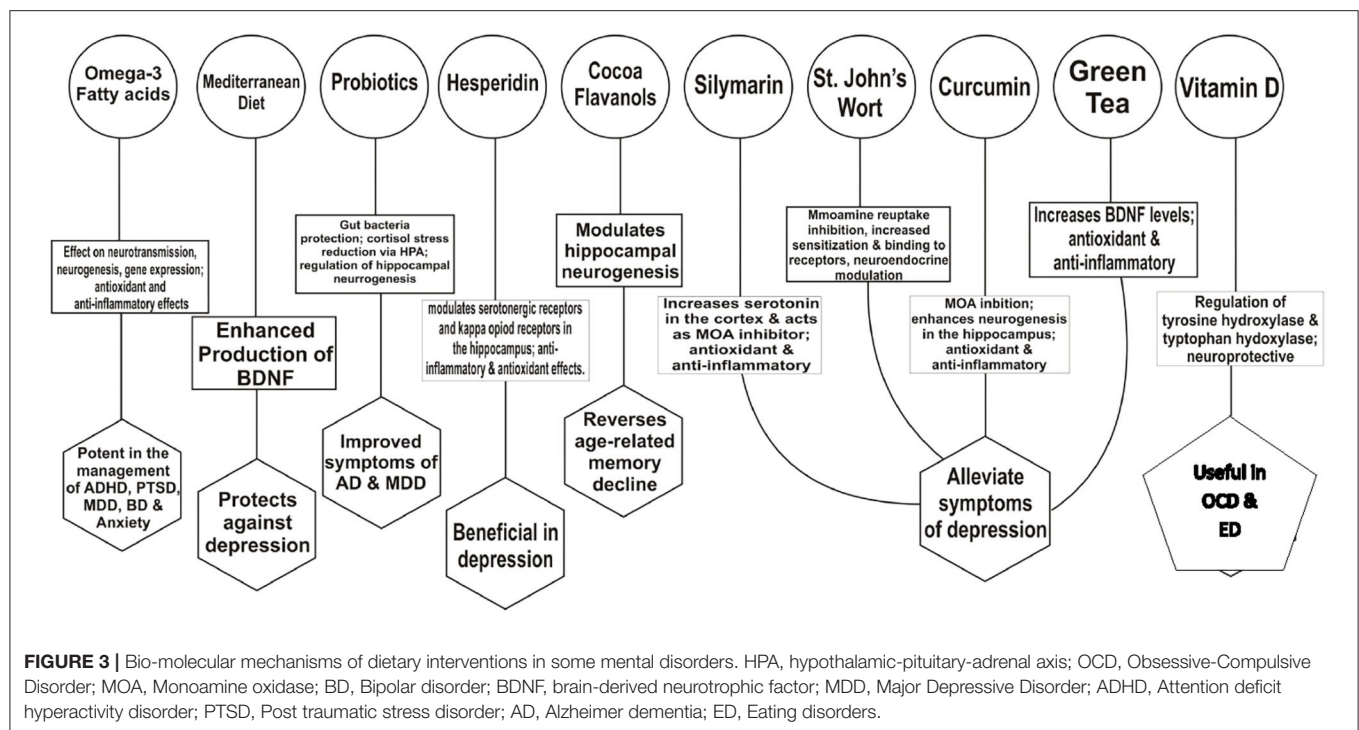 Omega-3
Fatty acids
Mediterranean
Diet
Probiotics
Hesperidin
Cocoa
Flavanols
Silymarin
St. John's
Wort
Curcumin
Green
Tea
Vitamin D
Effect on neurotransmission,
neurogenesis, gene expression;
antioxidant and
anti-inflammatory effects
Enhanced
Production of
BDNF
Gut bacteria
protection; cortisol stress
reduction via HPA;
regulation of hippocampal
neurrogenesis
modulates serotonergic receptors
and kappa opiod receptors in
the hippocampus; anti-
inflammatory & antioxidant effects.
Modulates
hippocampal
neurogenesis
Increases serotonin
in the cortex & acts
as MOA inhibitor;
antioxidant &
anti-inflammatory
Mmoamine reuptake
inhibition, increased
sensitization & binding to
receptors, neuroendocrine
modulation
MOA inbition;
enhances neurogenesis
in the hippocampus;
antioxidant &
anti-inflammatory
Increases BDNF levels;
antioxidant &
anti-inflammatory
Regulation of
tyrosine hydroxylase &
typtophan hydoxylase;
neuroprotective
Potent in the
management
of ADHD, PTSD,
MDD, BD &
Anxiety
Protects
against
depression
Improved
symptoms of
AD & MDD
Beneficial in
depression
Reverses
age-related
memory
decline
Alleviate
symptoms
of depression
Useful in
OCD &
ED
FIGURE 3 | Bio-molecular mechanisms of dietary interventions in some mental disorders. HPA, hypothalamic-pituitary-adrenal axis; OCD, Obsessive-Compulsive
Disorder; MOA, Monoamine oxidase; BD, Bipolar disorder; BDNF, brain-derived neurotrophic factor; MDD, Major Depressive Disorder; ADHD, Attention deficit
hyperactivity disorder; PTSD, Post traumatic stress disorder; AD, Alzheimer dementia; ED, Eating disorders.